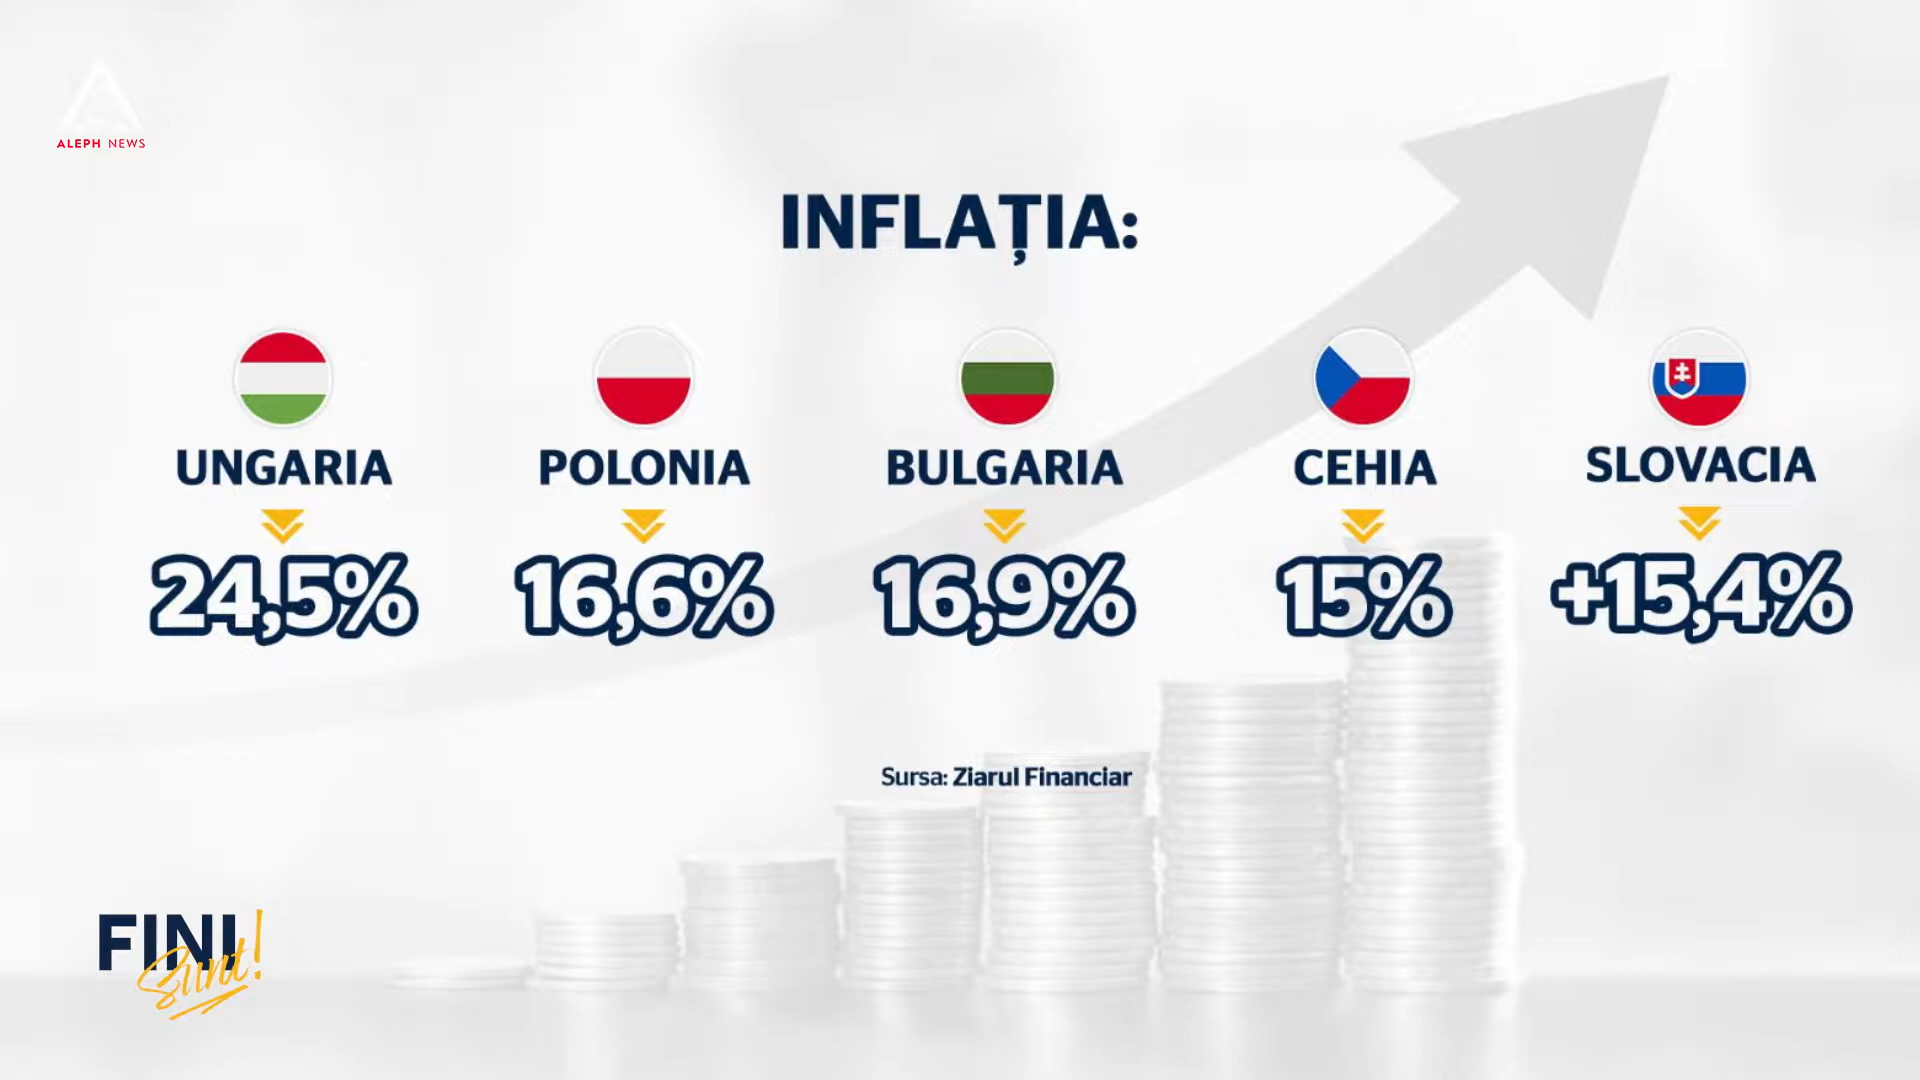 ALEPH NEWS
INFLAȚIA:
UNGARIA
POLONIA
BULGARIA
CEHIA
SLOVACIA
24,5%
16,6%
16,9%
15%
+15,4%
Sursa: Ziarul Financiar
FINI
Sunt!